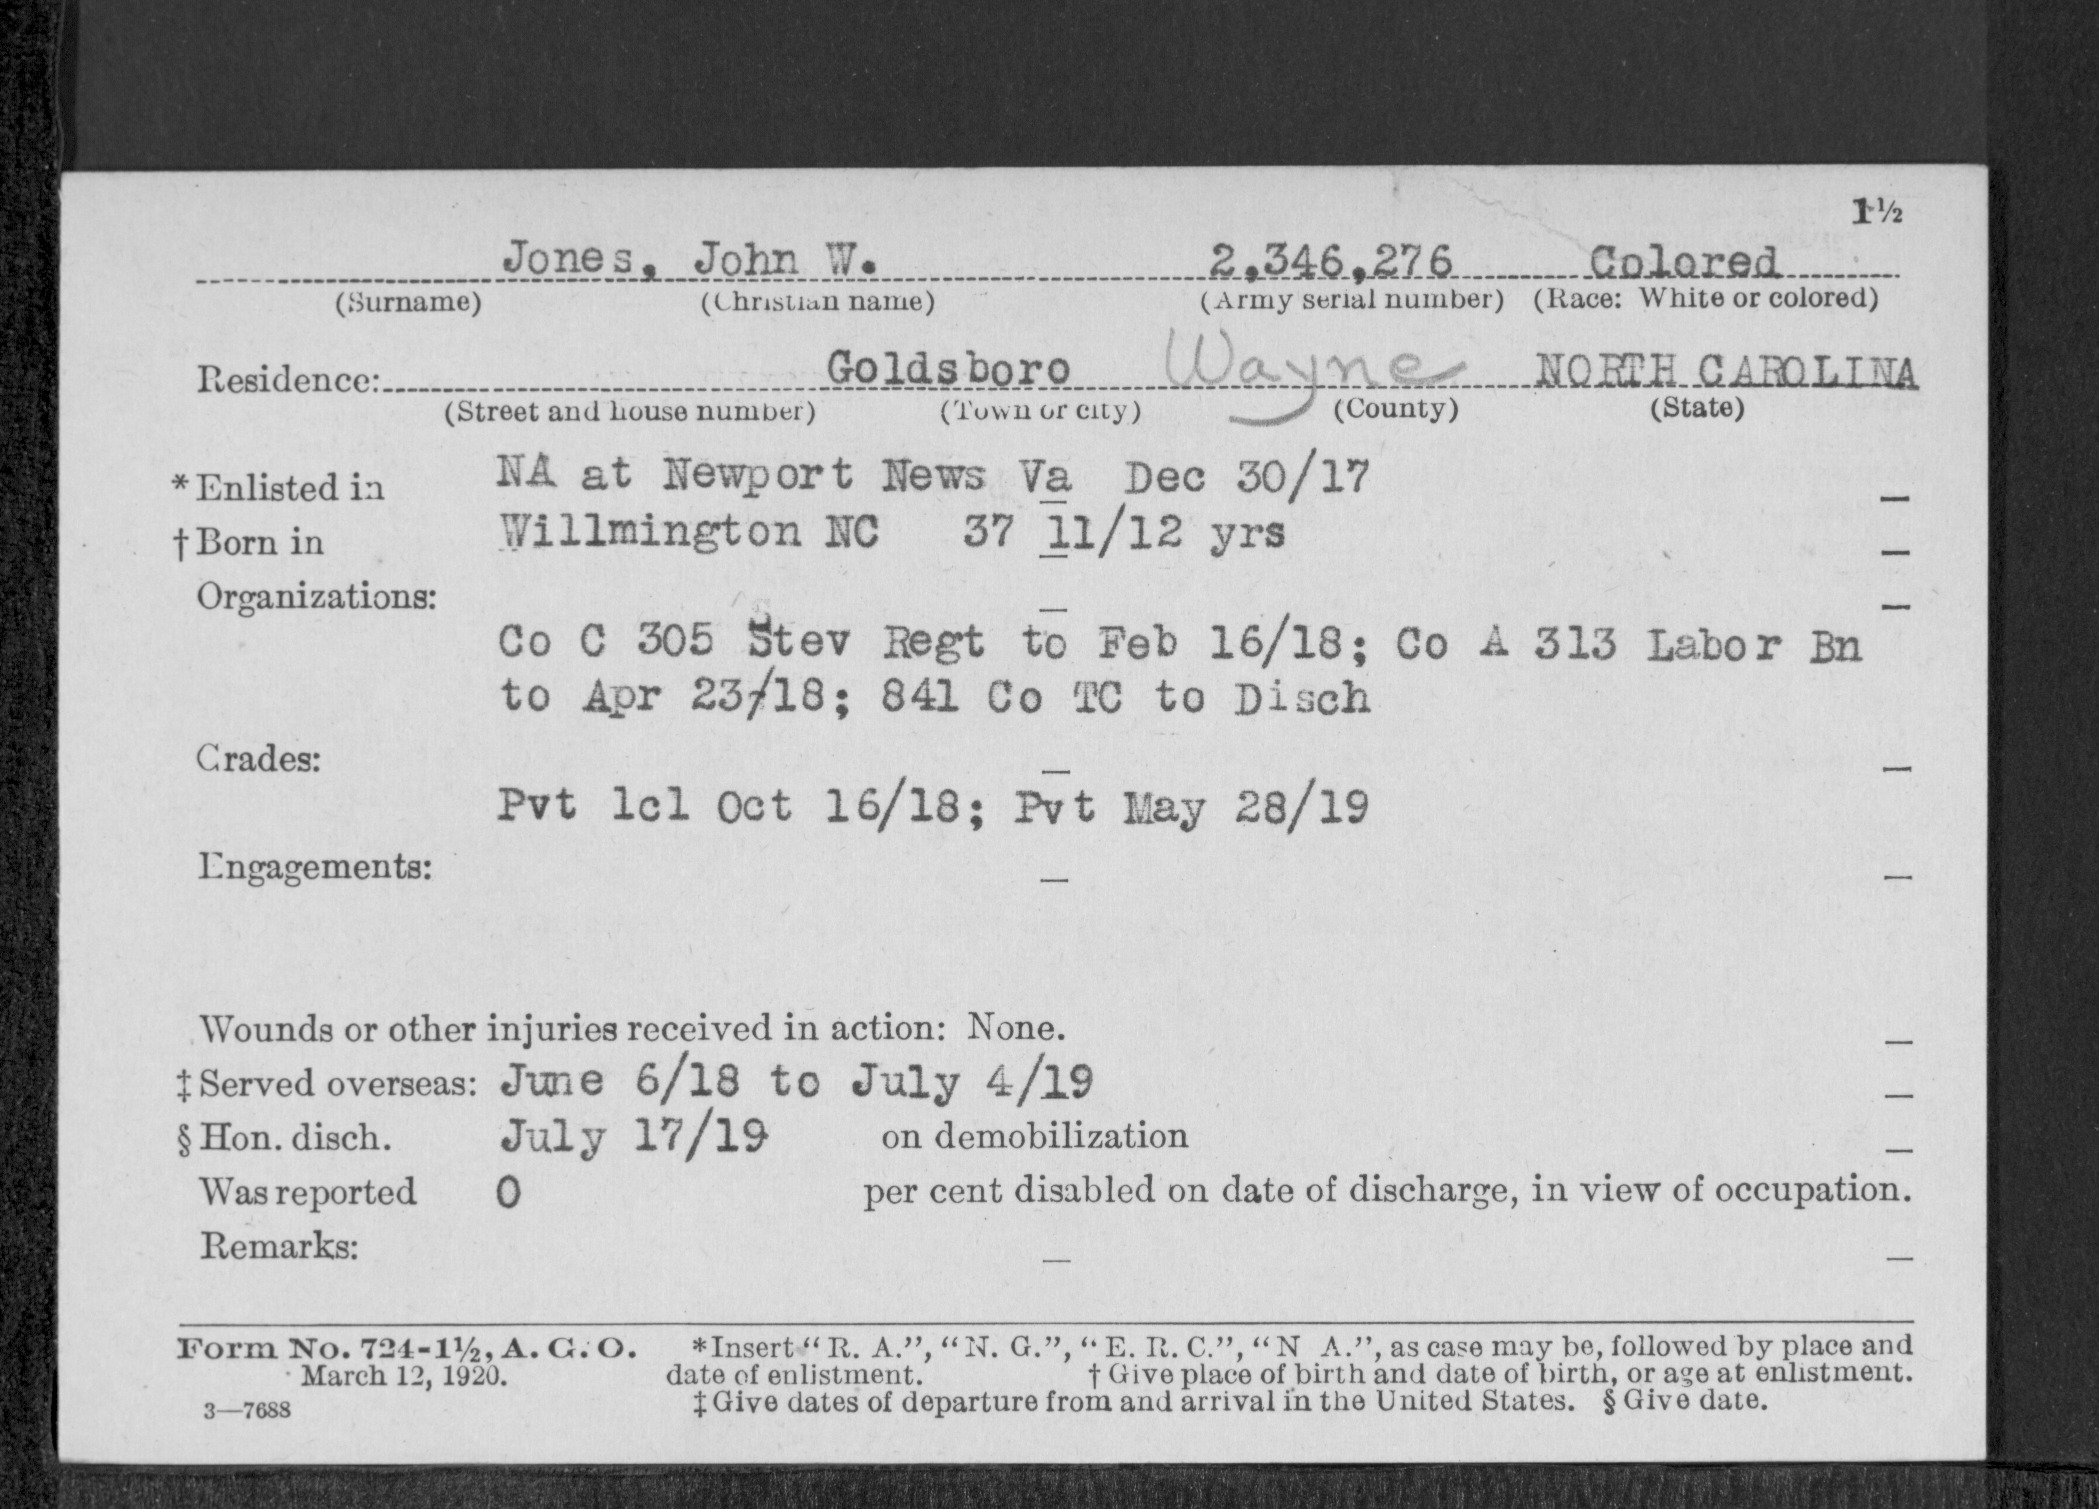 1½
Jones, John W. 2,346,276 Colored
(Surname) (Christian name) (Army serial number) (Race: White or colored)
Residence: Goldsboro Wayne NORTH CAROLINA
(Street and house number) (Town or city) (County) (State)
*Enlisted in NA at Newport News Va Dec 30/17 —
†Born in Willmington NC 37 11/12 yrs —
Organizations: — —
Co C 305 Stev Regt to Feb 16/18; Co A 313 Labor Bn
to Apr 23/18; 841 Co TC to Disch
Grades: — —
Pvt 1cl Oct 16/18; Pvt May 28/19
Engagements: — —
Wounds or other injuries received in action: None. —
‡Served overseas: June 6/18 to July 4/19 —
§Hon. disch. July 17/19 on demobilization —
Was reported 0 per cent disabled on date of discharge, in view of occupation.
Remarks: — —
Form No. 724-1½, A. G. O. *Insert "R. A.", "N. G.", "E. R. C.", "N A.", as case may be, followed by place and
March 12, 1920. date of enlistment. †Give place of birth and date of birth, or age at enlistment.
3—7688 ‡Give dates of departure from and arrival in the United States. §Give date.